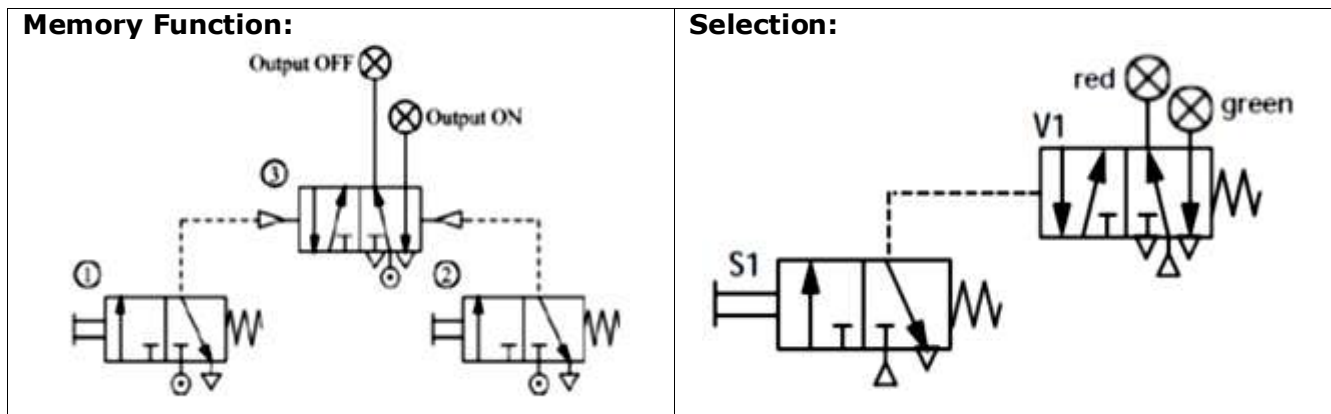 Memory Function:
Output OFF
Output ON
③
①
②
Selection:
red
green
V1
S1